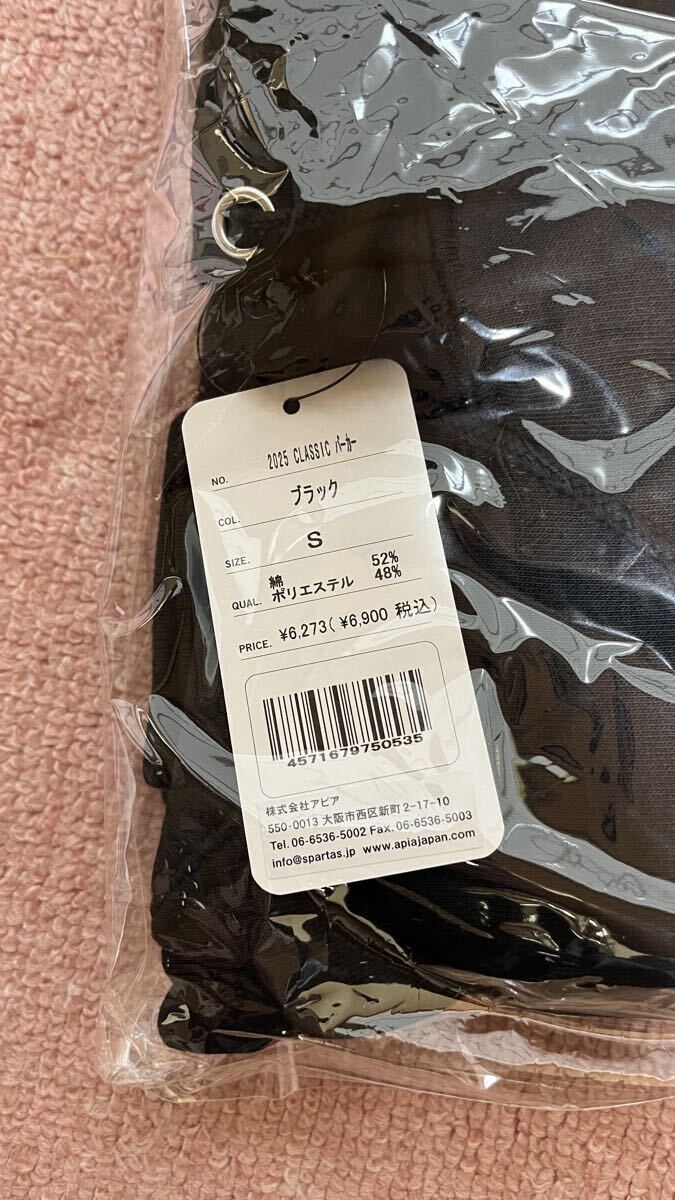 NO. 2025 CLASSIC パーカー
COL. ブラック
SIZE. S
QUAL. 綿 52%
ポリエステル 48%
PRICE. ¥6,273(¥6,900 税込)
4571679750535
株式会社アピア
550-0013 大阪市西区新町2-17-10
Tel.06-6536-5002 Fax.06-6536-5003
info@spartas.jp www.apiajapan.com